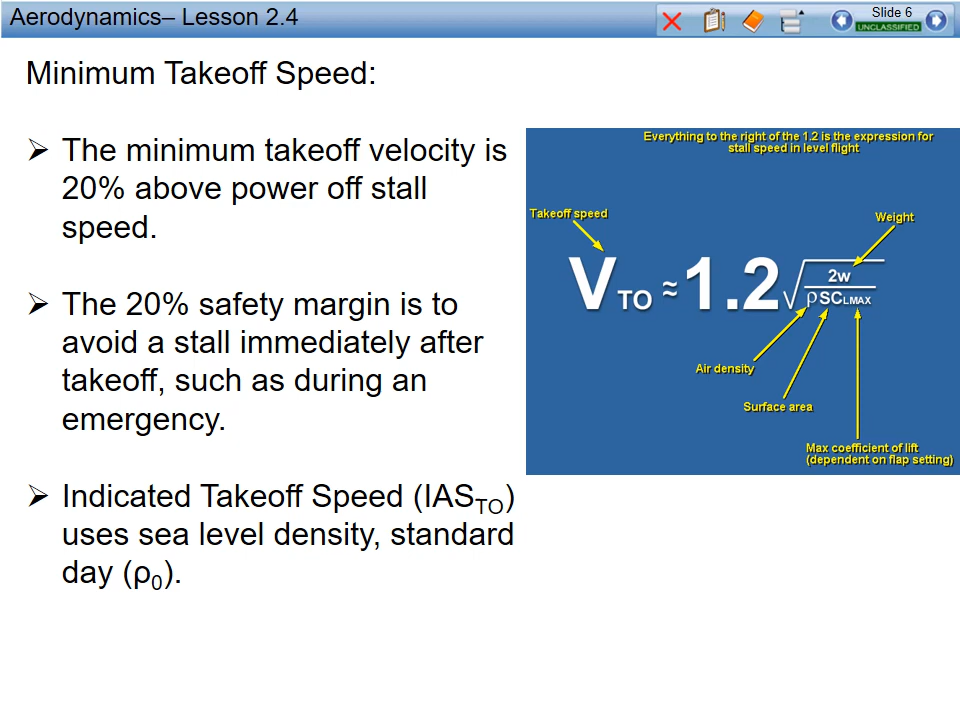 Aerodynamics– Lesson 2.4
Slide 6
UNCLASSIFIED
Minimum Takeoff Speed:
➢ The minimum takeoff velocity is
20% above power off stall
speed.
➢ The 20% safety margin is to
avoid a stall immediately after
takeoff, such as during an
emergency.
➢ Indicated Takeoff Speed (IAS_TO)
uses sea level density, standard
day (ρ₀).
Everything to the right of the 1.2 is the expression for
stall speed in level flight
Takeoff speed
Weight
V_TO ≈ 1.2 √(2w / ρSC_LMAX)
Air density
Surface area
Max coefficient of lift
(dependent on flap setting)